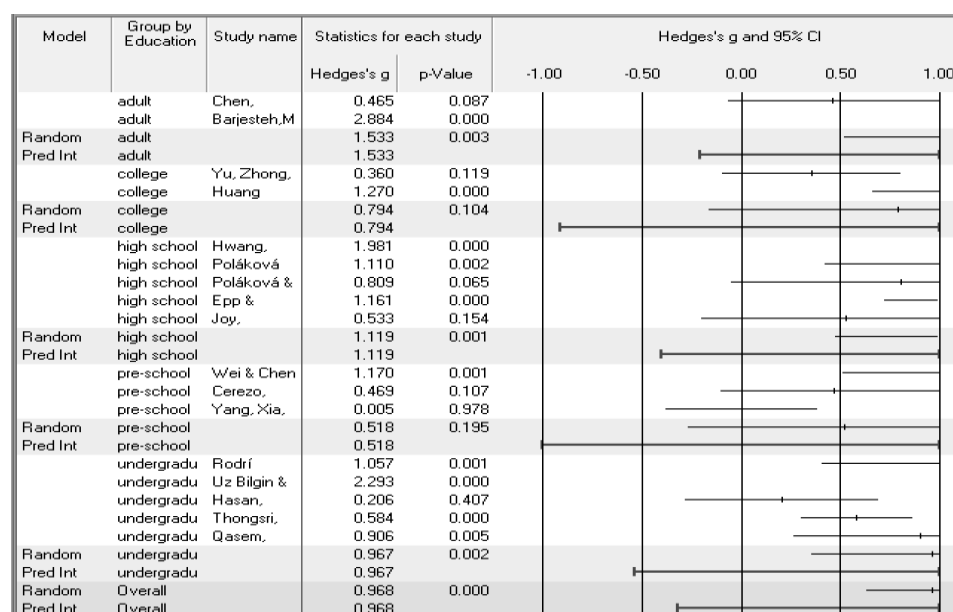 Model Group by Education Study name Statistics for each study Hedges's g and 95% CI
Hedges's g p-Value -1.00 -0.50 0.00 0.50 1.00
adult Chen, 0.465 0.087
adult Barjesteh,M 2.884 0.000
Random adult 1.533 0.003
Pred Int adult 1.533
college Yu, Zhong, 0.360 0.119
college Huang 1.270 0.000
Random college 0.794 0.104
Pred Int college 0.794
high school Hwang, 1.981 0.000
high school Poláková 1.110 0.002
high school Poláková & 0.809 0.065
high school Epp & 1.161 0.000
high school Joy, 0.533 0.154
Random high school 1.119 0.001
Pred Int high school 1.119
pre-school Wei & Chen 1.170 0.001
pre-school Cerezo, 0.469 0.107
pre-school Yang, Xia, 0.005 0.978
Random pre-school 0.518 0.195
Pred Int pre-school 0.518
undergradu Rodrí 1.057 0.001
undergradu Uz Bilgin & 2.293 0.000
undergradu Hasan, 0.206 0.407
undergradu Thongsri, 0.584 0.000
undergradu Qasem, 0.906 0.005
Random undergradu 0.967 0.002
Pred Int undergradu 0.967
Random Overall 0.968 0.000
Pred Int Overall 0.968